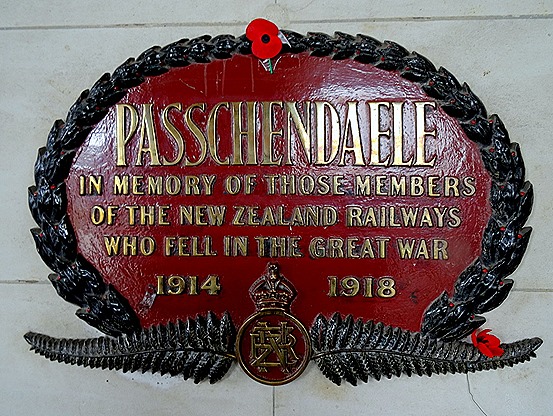 PASSCHENDAELE
IN MEMORY OF THOSE MEMBERS
OF THE NEW ZEALAND RAILWAYS
WHO FELL IN THE GREAT WAR
1914 1918
NZR